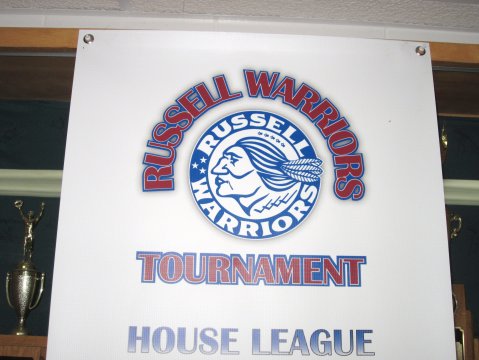 RUSSELL WARRIORS
RUSSELL
WARRIORS
TOURNAMENT
HOUSE LEAGUE